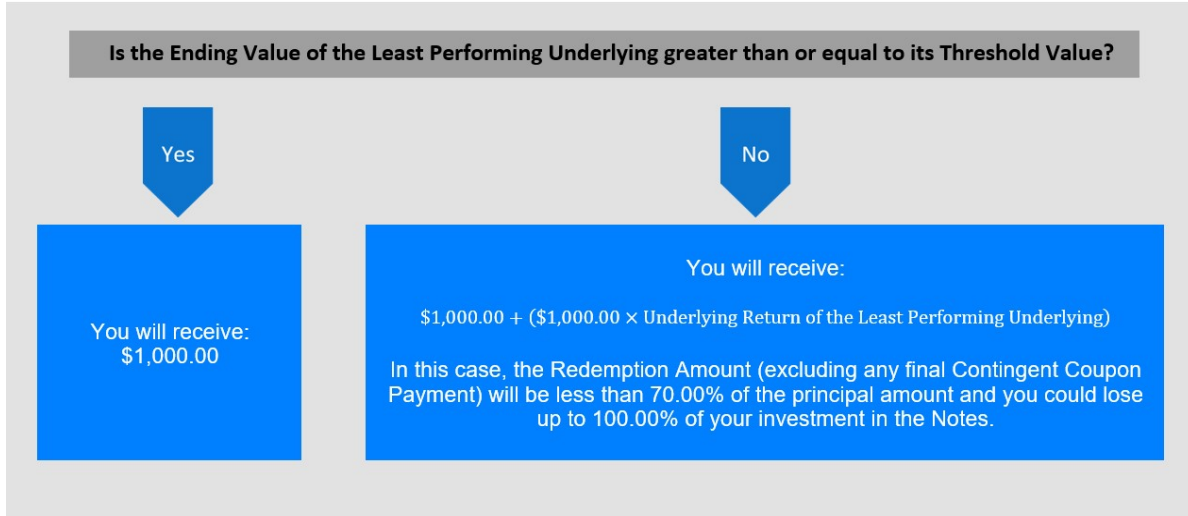 Is the Ending Value of the Least Performing Underlying greater than or equal to its Threshold Value?
Yes
No
You will receive:
$1,000.00
You will receive:
$1,000.00 + ($1,000.00 × Underlying Return of the Least Performing Underlying)
In this case, the Redemption Amount (excluding any final Contingent Coupon
Payment) will be less than 70.00% of the principal amount and you could lose
up to 100.00% of your investment in the Notes.